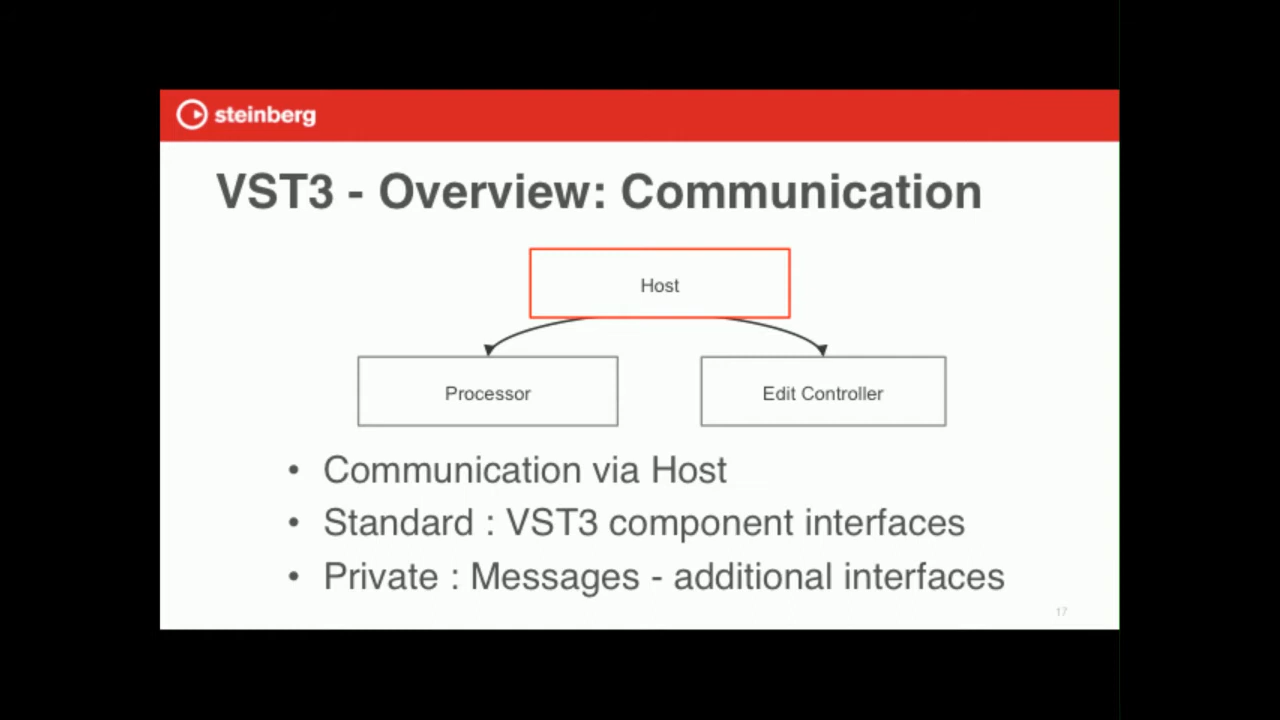 steinberg
VST3 - Overview: Communication
Host
Processor
Edit Controller
• Communication via Host
• Standard : VST3 component interfaces
• Private : Messages - additional interfaces
17